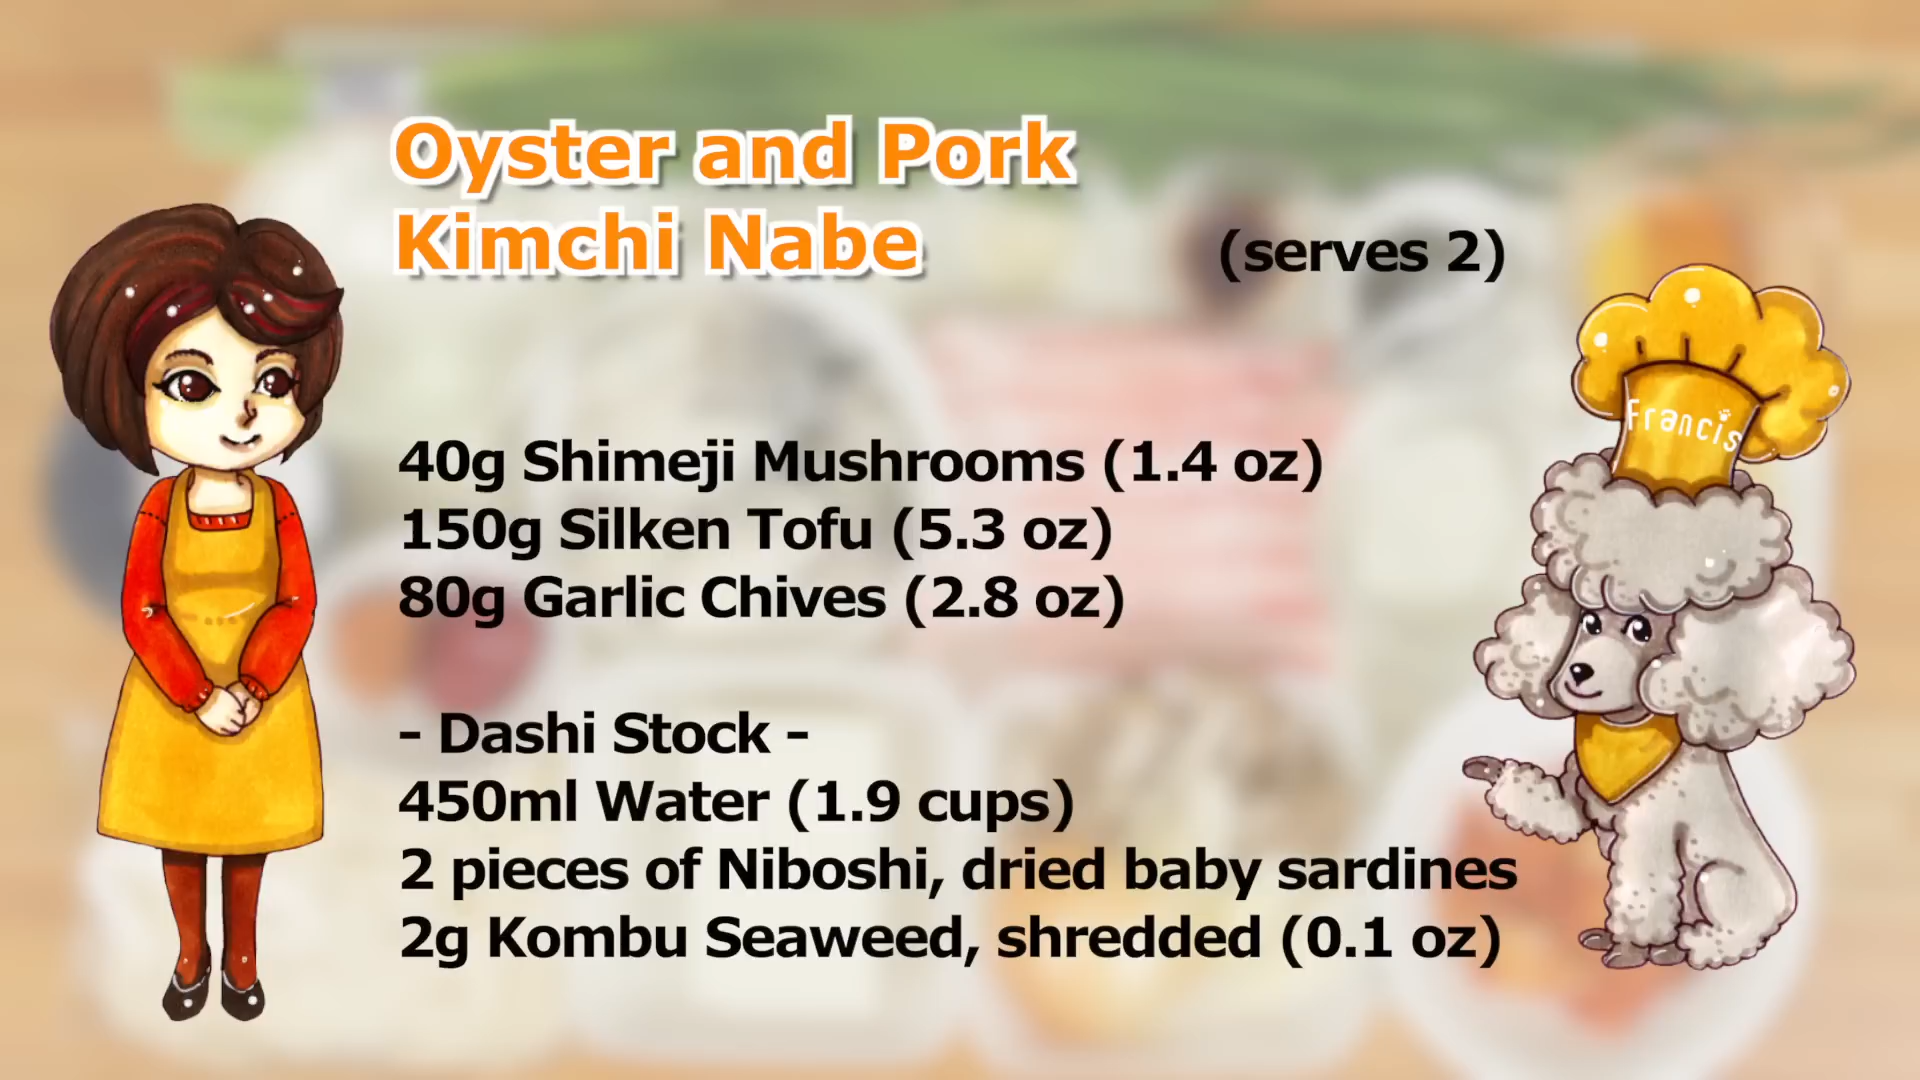 Oyster and Pork
Kimchi Nabe
(serves 2)
Francis
40g Shimeji Mushrooms (1.4 oz)
150g Silken Tofu (5.3 oz)
80g Garlic Chives (2.8 oz)
- Dashi Stock -
450ml Water (1.9 cups)
2 pieces of Niboshi, dried baby sardines
2g Kombu Seaweed, shredded (0.1 oz)